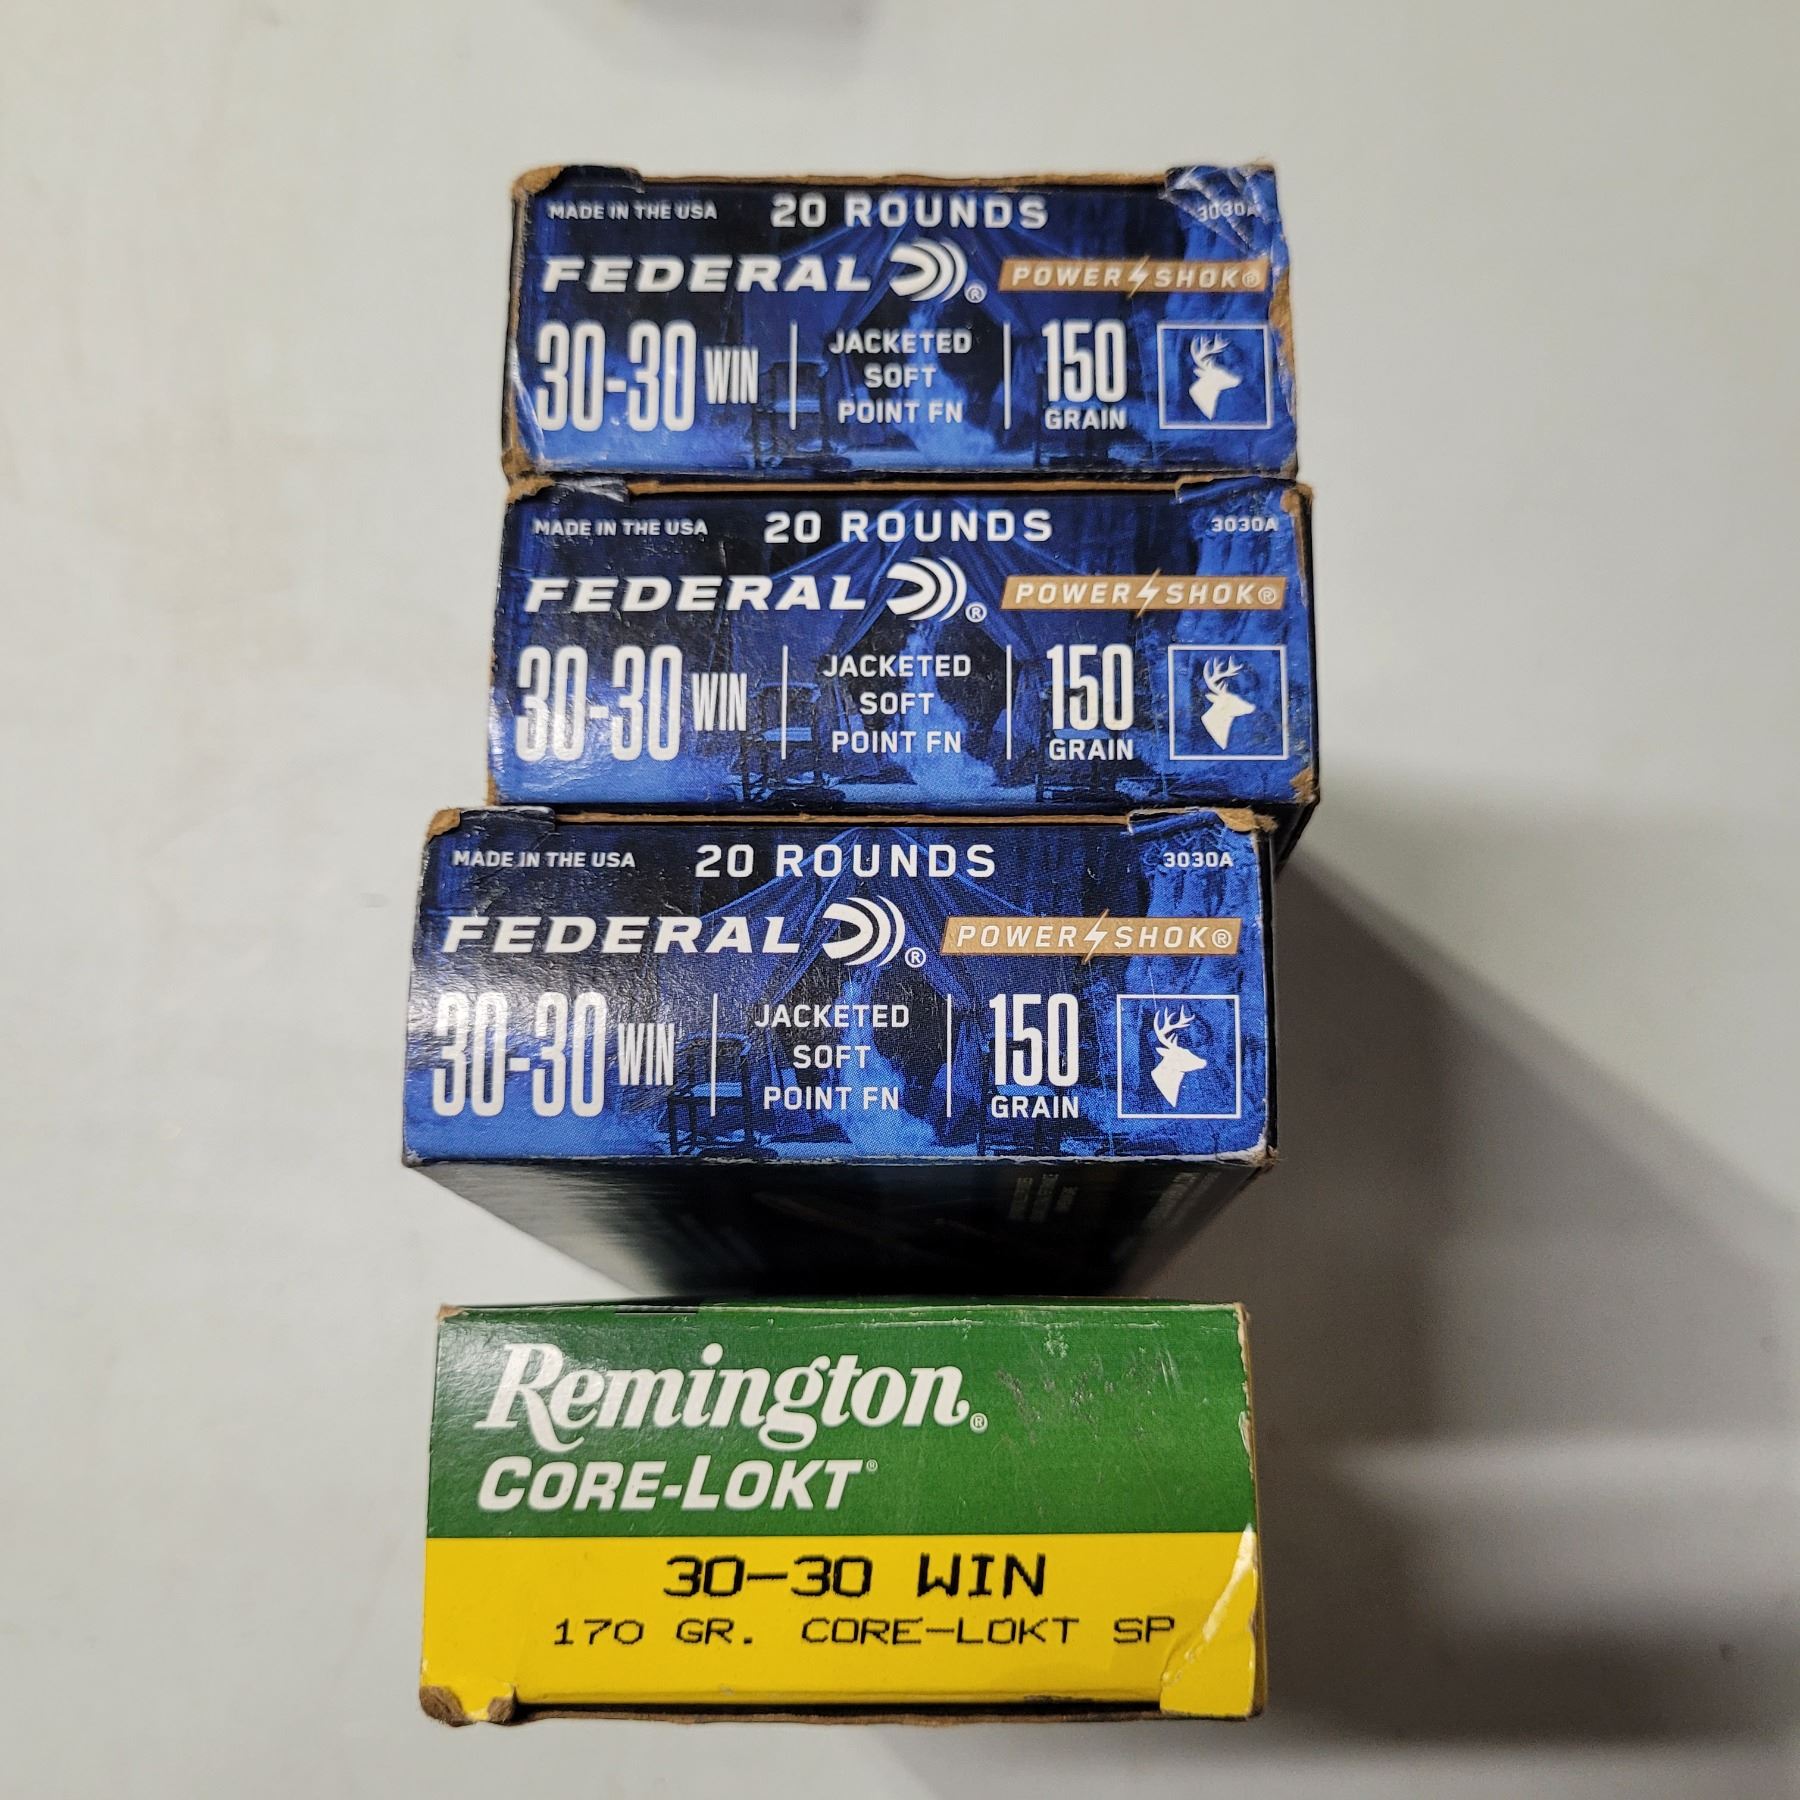 MADE IN THE USA 20 ROUNDS 3030A
FEDERAL® POWER SHOK®
30-30 WIN JACKETED SOFT POINT FN 150 GRAIN
MADE IN THE USA 20 ROUNDS 3030A
FEDERAL® POWER SHOK®
30-30 WIN JACKETED SOFT POINT FN 150 GRAIN
MADE IN THE USA 20 ROUNDS 3030A
FEDERAL® POWER SHOK®
30-30 WIN JACKETED SOFT POINT FN 150 GRAIN
Remington®
CORE-LOKT®
30-30 WIN
170 GR. CORE-LOKT SP